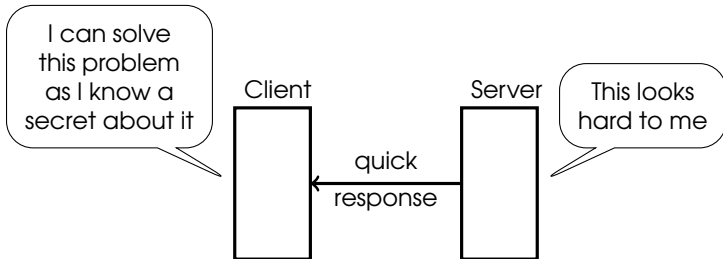 I can solve
this problem
as I know a
secret about it
Client
Server
This looks
hard to me
quick
response